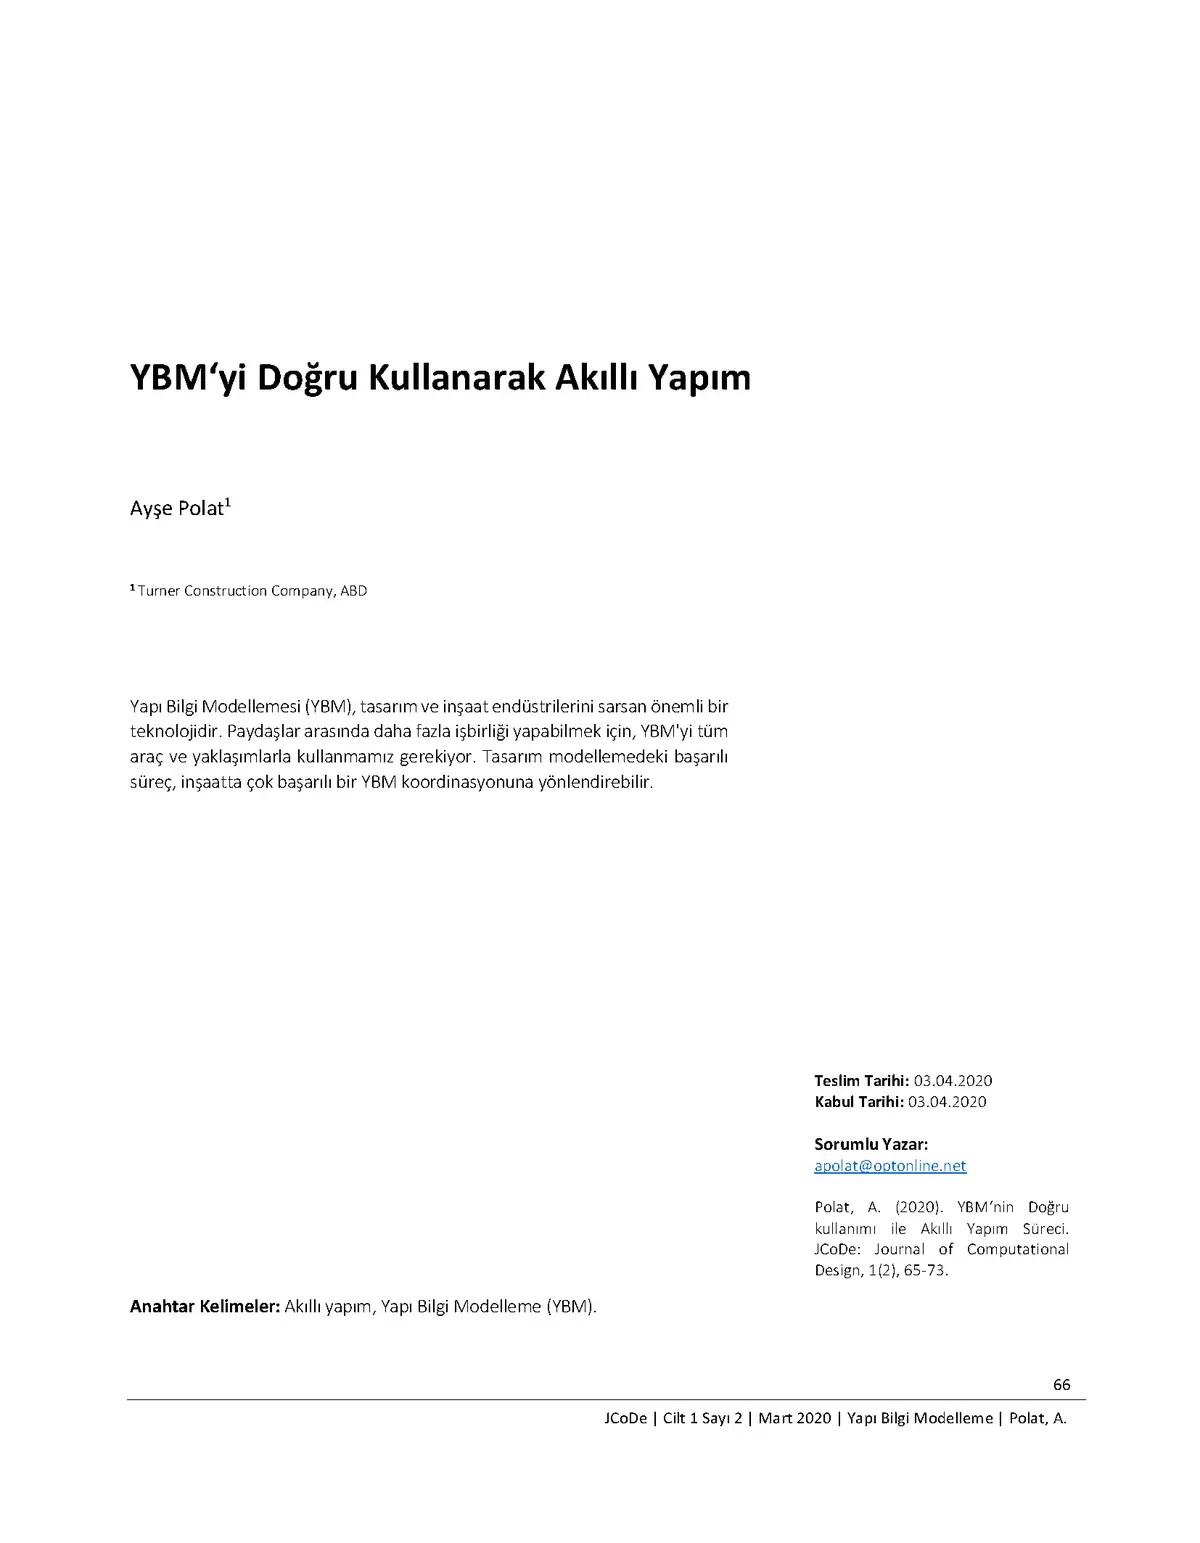 YBM‘yi Doğru Kullanarak Akıllı Yapım
Ayşe Polat¹
¹ Turner Construction Company, ABD
Yapı Bilgi Modellemesi (YBM), tasarım ve inşaat endüstrilerini sarsan önemli bir
teknolojidir. Paydaşlar arasında daha fazla işbirliği yapabilmek için, YBM'yi tüm
araç ve yaklaşımlarla kullanmamız gerekiyor. Tasarım modellemedeki başarılı
süreç, inşaatta çok başarılı bir YBM koordinasyonuna yönlendirebilir.
Teslim Tarihi: 03.04.2020
Kabul Tarihi: 03.04.2020
Sorumlu Yazar:
apolat@optonline.net
Polat, A. (2020). YBM’nin Doğru
kullanımı ile Akıllı Yapım Süreci.
JCoDe: Journal of Computational
Design, 1(2), 65-73.
Anahtar Kelimeler: Akıllı yapım, Yapı Bilgi Modelleme (YBM).
66
JCoDe | Cilt 1 Sayı 2 | Mart 2020 | Yapı Bilgi Modelleme | Polat, A.